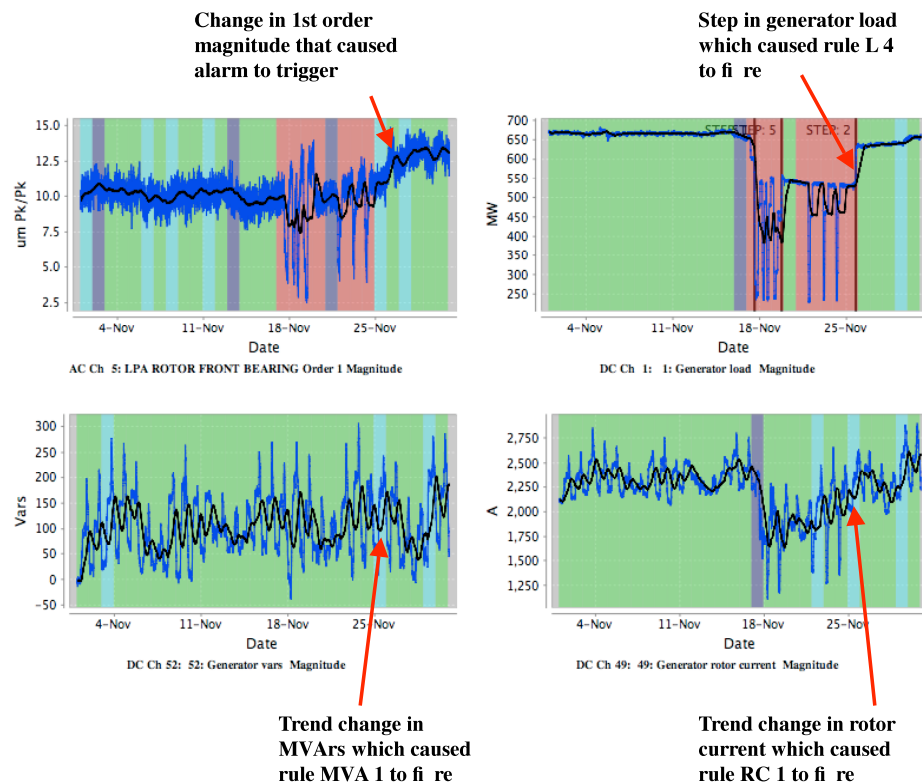 Change in 1st order
magnitude that caused
alarm to trigger
Step in generator load
which caused rule L 4
to fi re
15.0
12.5
10.0
7.5
5.0
2.5
um Pk/Pk
4-Nov
11-Nov
18-Nov
25-Nov
Date
AC Ch 5: LPA ROTOR FRONT BEARING Order 1 Magnitude
700
650
600
550
500
450
400
350
300
250
MW
STEP: 5
STEP: 2
4-Nov
11-Nov
18-Nov
25-Nov
Date
DC Ch 1: 1: Generator load Magnitude
300
250
200
150
100
50
0
-50
Vars
4-Nov
11-Nov
18-Nov
25-Nov
Date
DC Ch 52: 52: Generator vars Magnitude
2,750
2,500
2,250
2,000
1,750
1,500
1,250
A
4-Nov
11-Nov
18-Nov
25-Nov
Date
DC Ch 49: 49: Generator rotor current Magnitude
Trend change in
MVArs which caused
rule MVA 1 to fi re
Trend change in rotor
current which caused
rule RC 1 to fi re